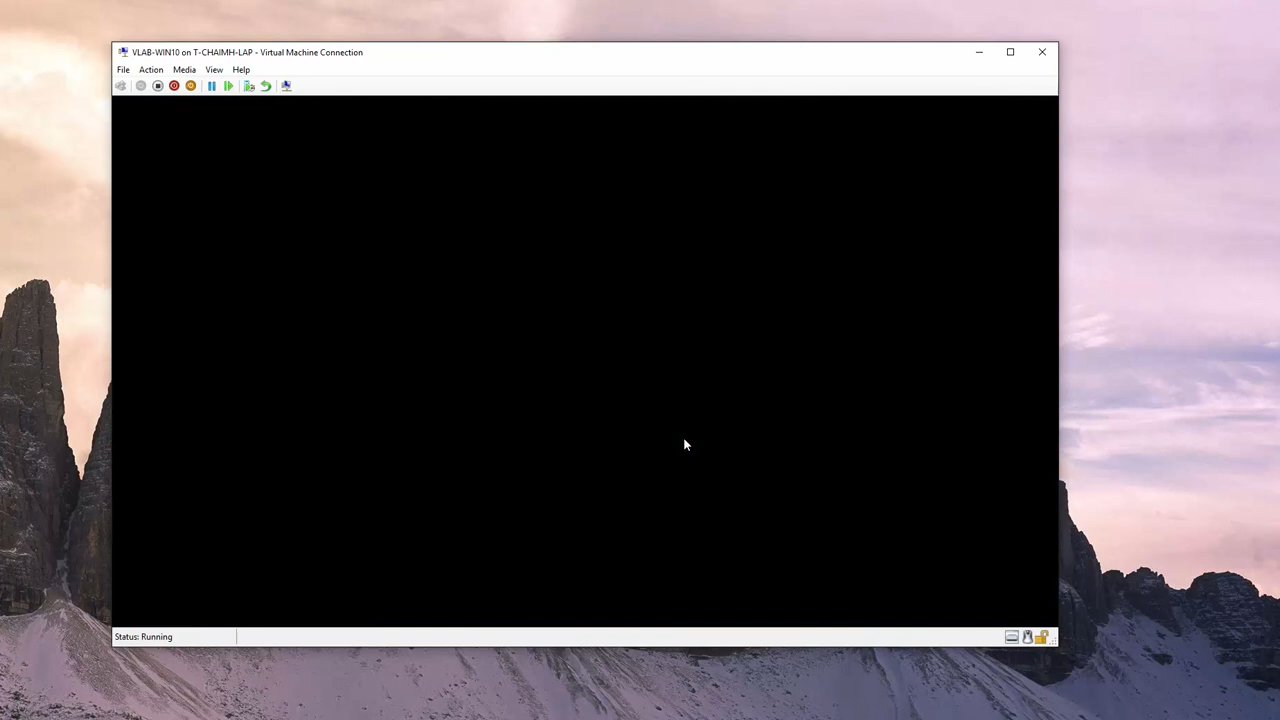 VLAB-WIN10 on T-CHAIMH-LAP - Virtual Machine Connection
File Action Media View Help
Status: Running